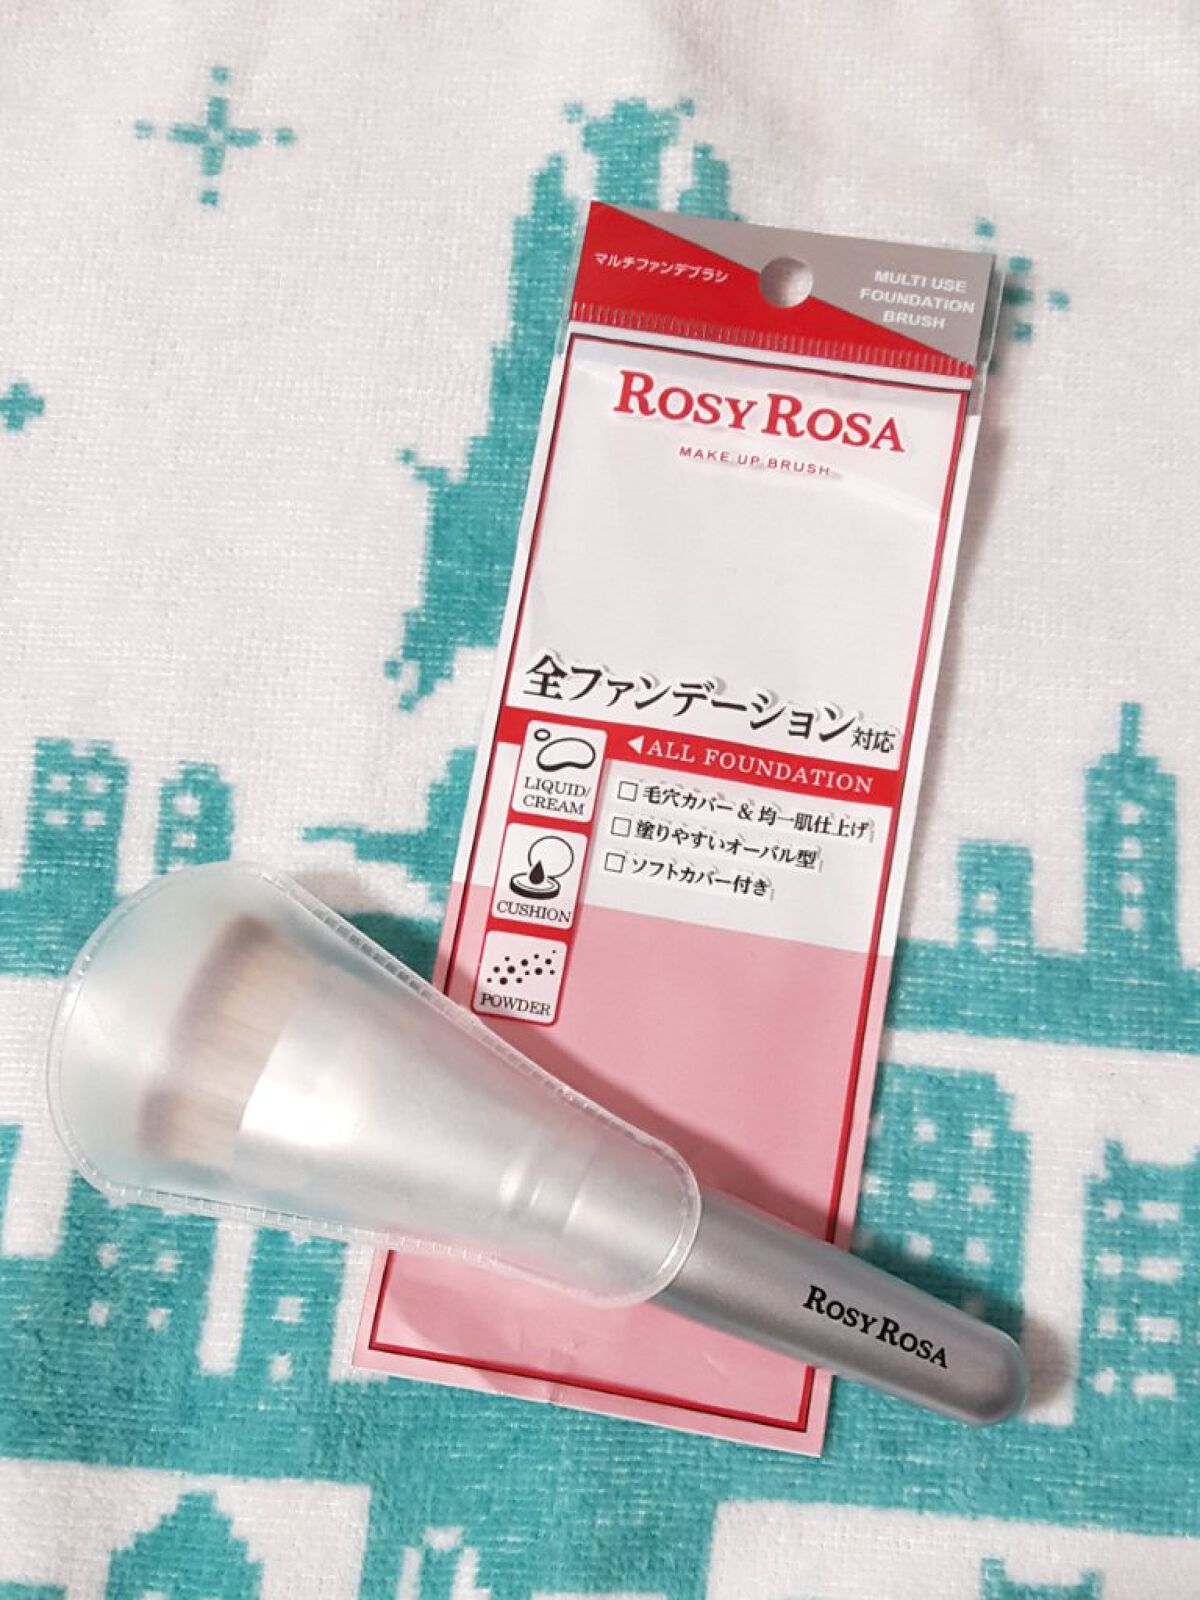 マルチファンデブラシ
MULTI USE
FOUNDATION
BRUSH
ROSY ROSA
MAKE UP BRUSH
全ファンデーション対応
◀ALL FOUNDATION
LIQUID/
CREAM
CUSHION
POWDER
□ 毛穴カバー & 均一肌仕上げ
□ 塗りやすいオーバル型
□ ソフトカバー付き
ROSY ROSA